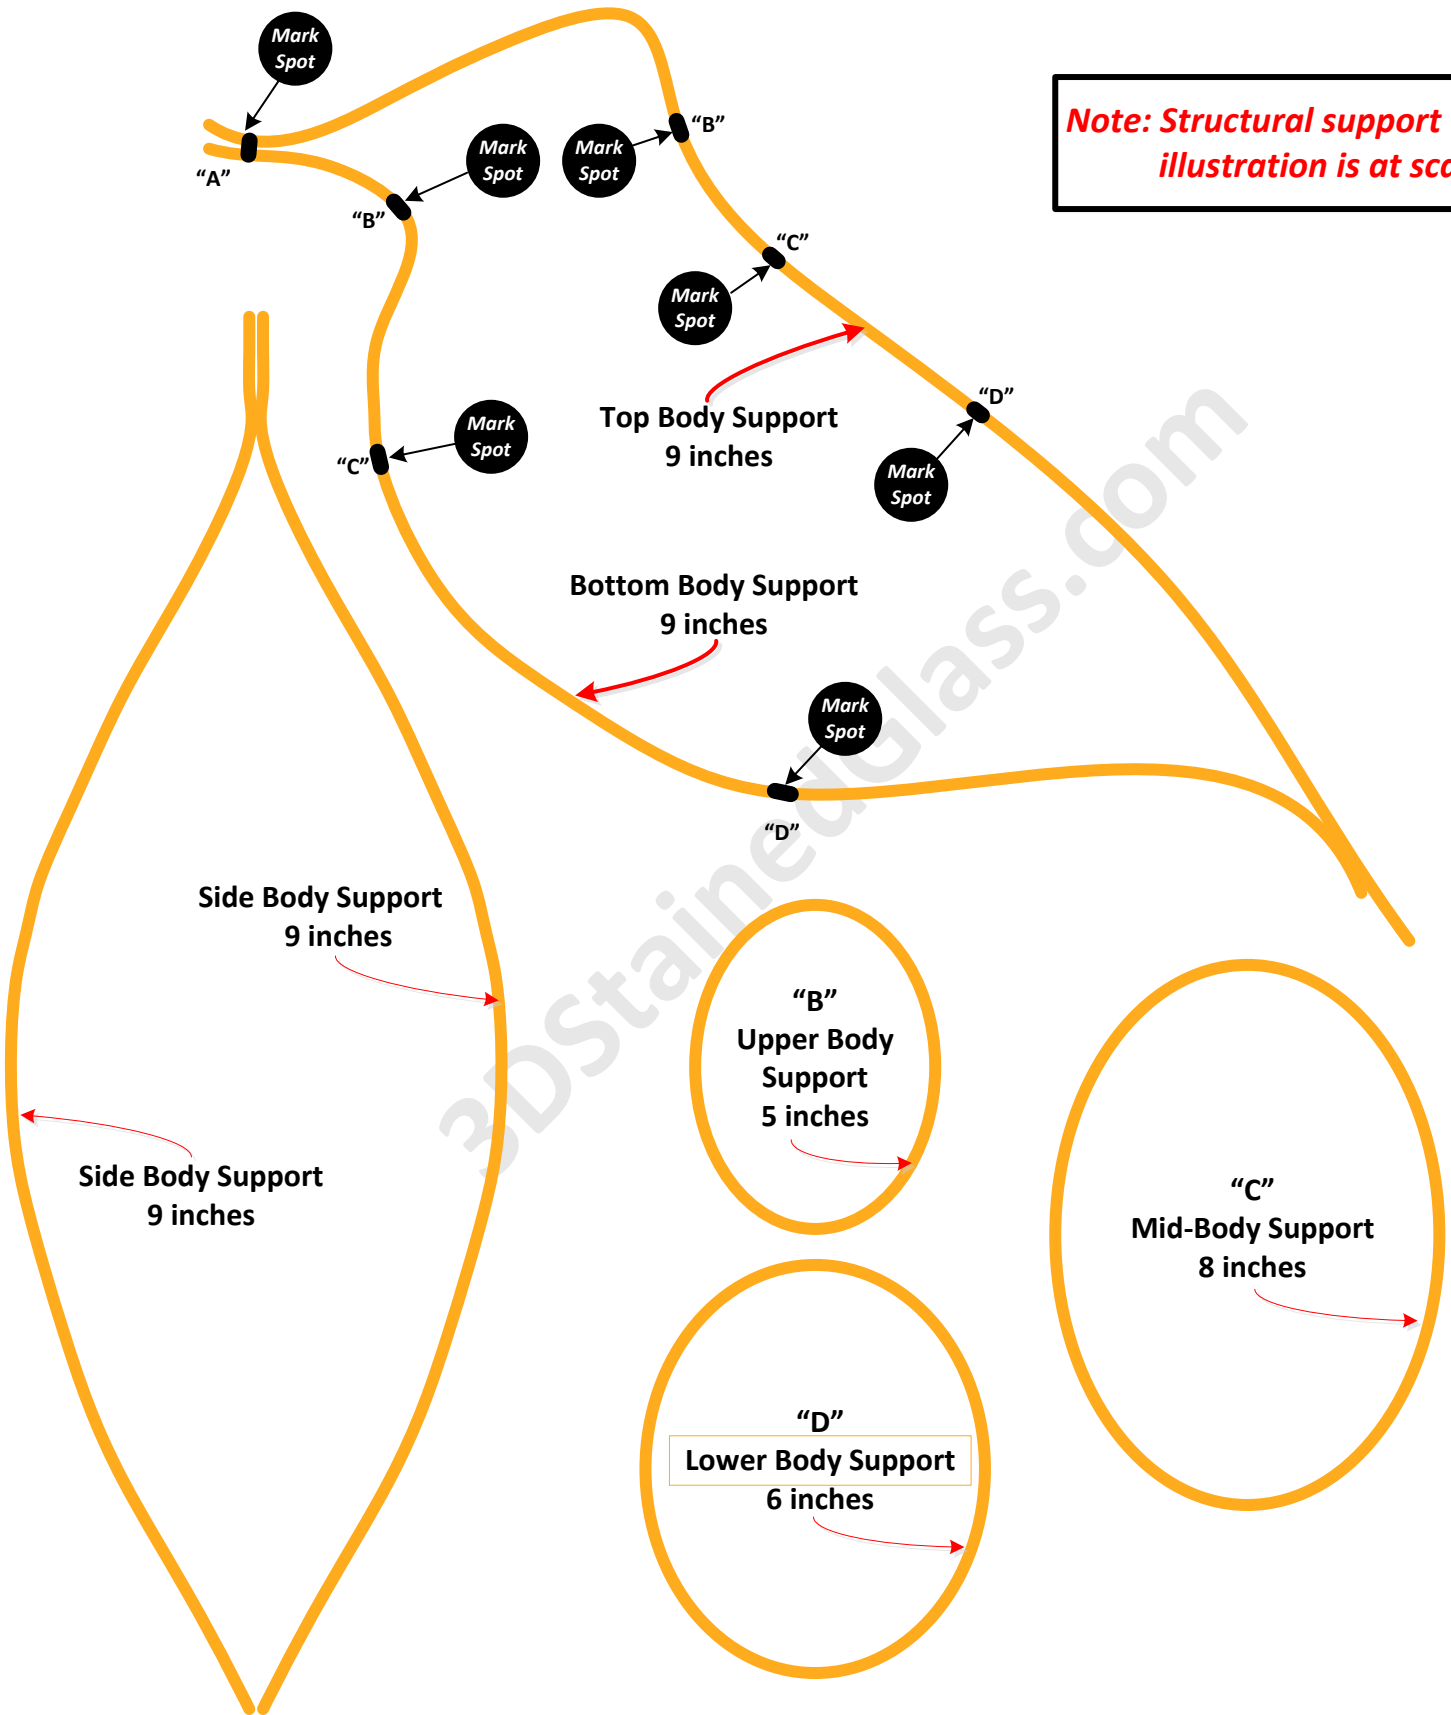 Mark
Spot
Note: Structural support
illustration is at
“A”
Mark
Spot
“B”
Mark
Spot
“B”
“C”
Mark
Spot
“D”
Mark
Spot
Top Body Support
9 inches
Mark
Spot
“C”
Bottom Body Support
9 inches
Mark
Spot
“D”
Side Body Support
9 inches
Side Body Support
9 inches
“B”
Upper Body
Support
5 inches
“C”
Mid-Body Support
8 inches
“D”
Lower Body Support
6 inches
3DStainedGlass.com